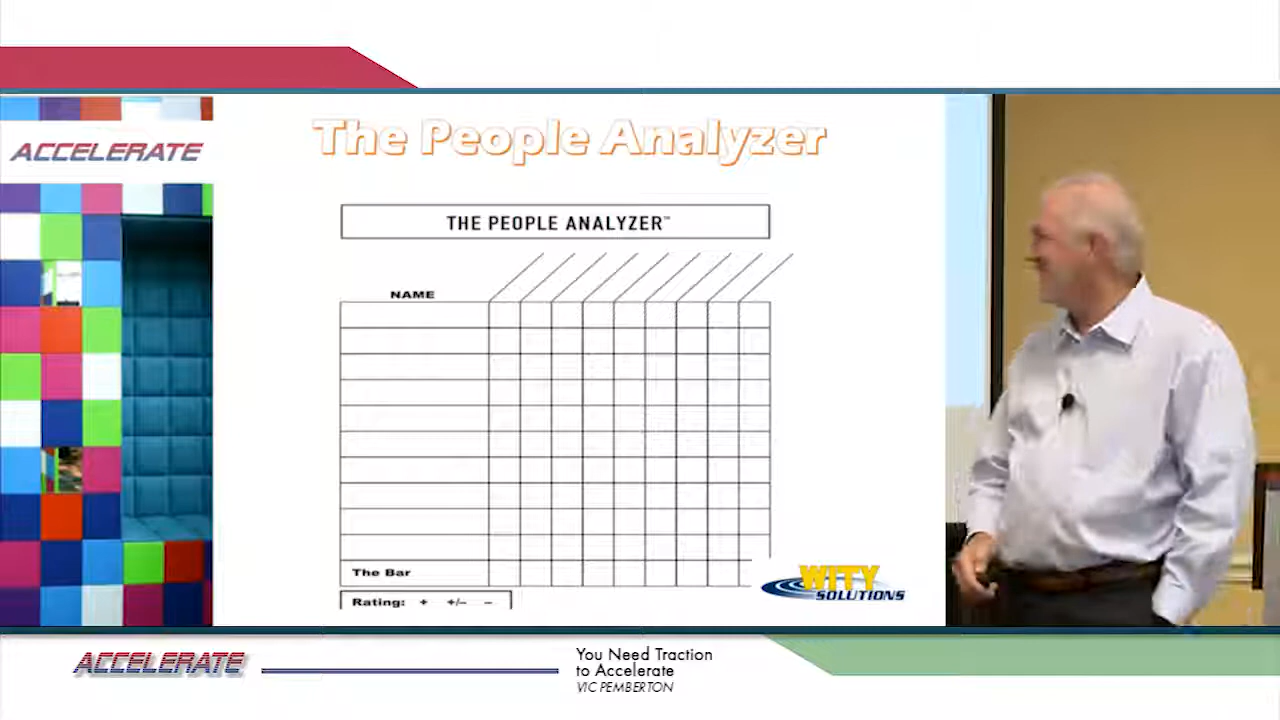 ACCELERATE
The People Analyzer
THE PEOPLE ANALYZER™
NAME
The Bar
Rating: + +/– –
WITY
SOLUTIONS
ACCELERATE
You Need Traction
to Accelerate
VIC PEMBERTON